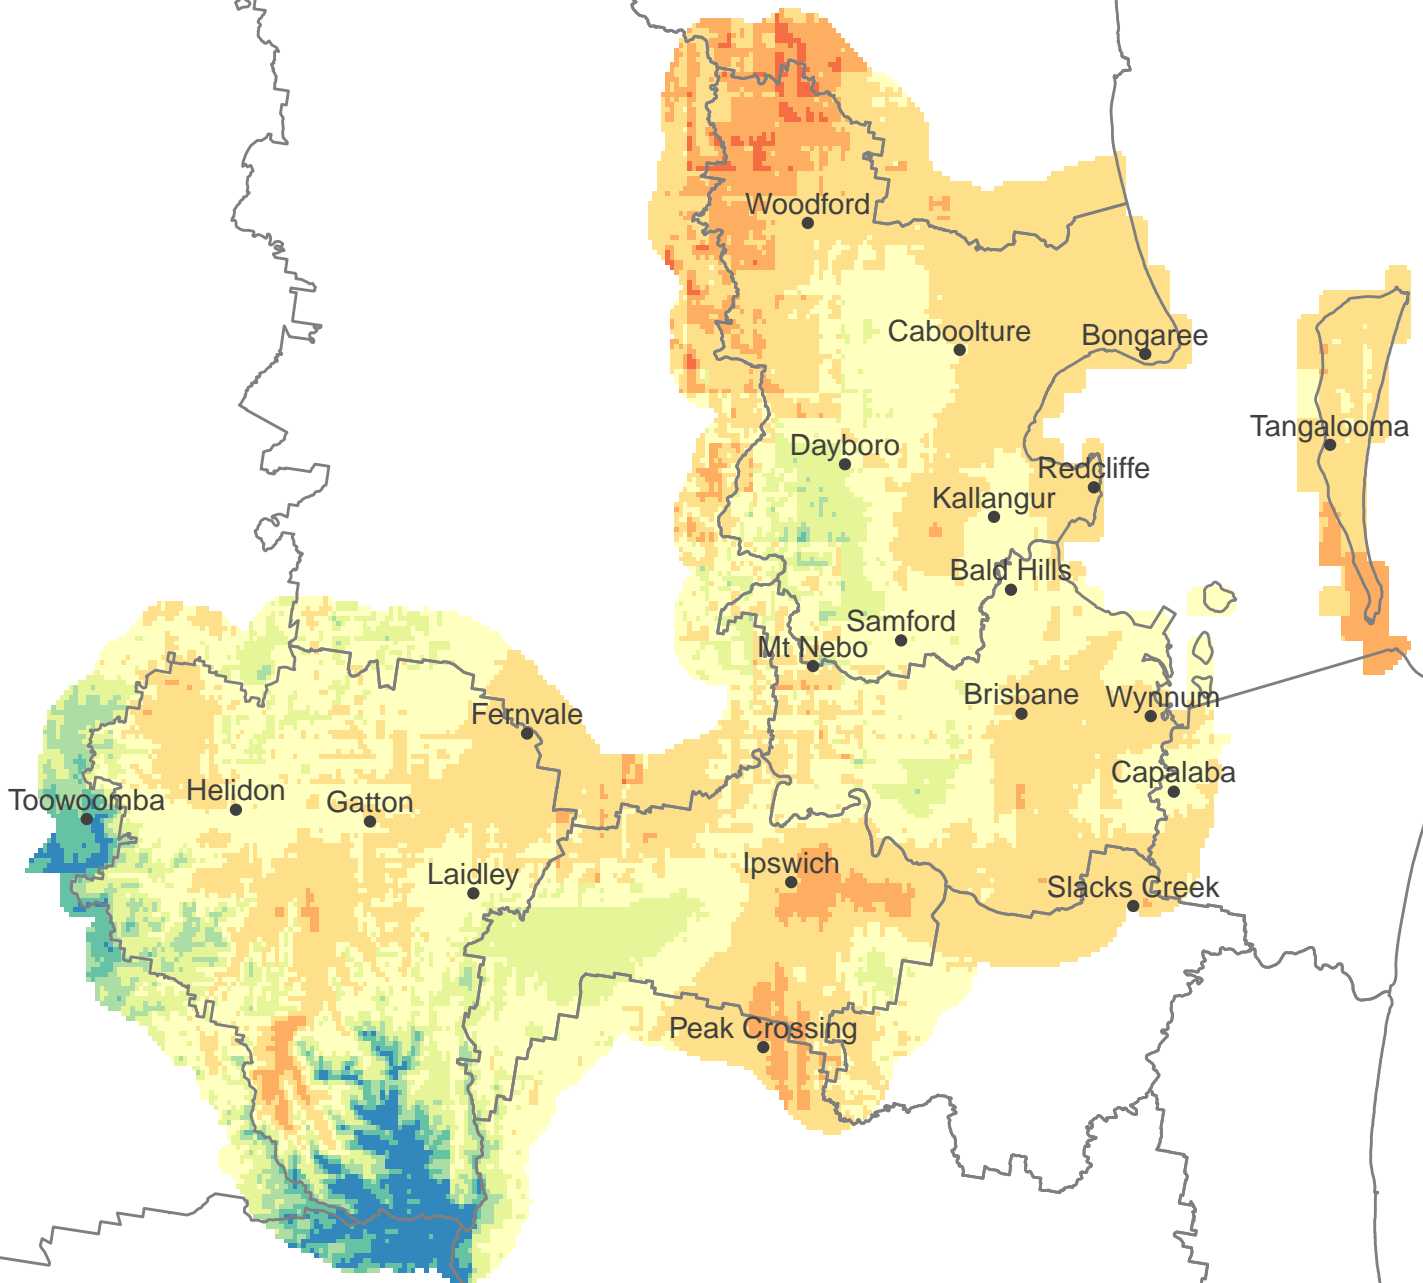 Woodford
Caboolture
Bongaree
Tangalooma
Dayboro
Redcliffe
Kallangur
Bald Hills
Samford
Mt Nebo
Brisbane
Wynnum
Fernvale
Capalaba
Toowoomba
Helidon
Gatton
Ipswich
Laidley
Slacks Creek
Peak Crossing